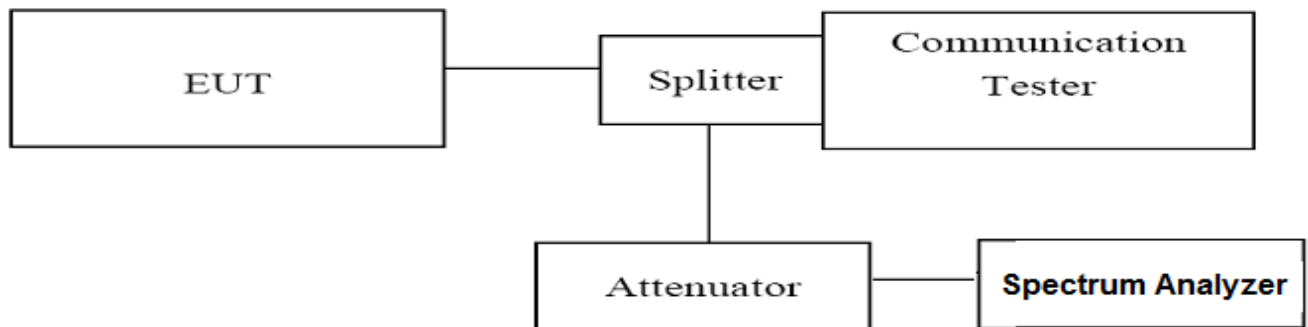 EUT
Splitter
Communication
Tester
Attenuator
Spectrum Analyzer